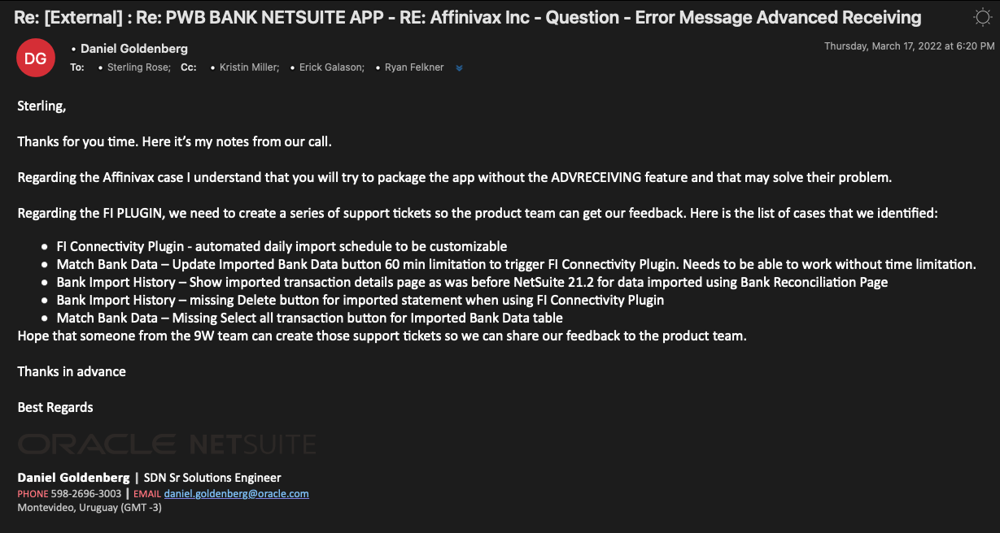 Re: [External] : Re: PWB BANK NETSUITE APP - RE: Affinivax Inc - Question - Error Message Advanced Receiving
DG
• Daniel Goldenberg
Thursday, March 17, 2022 at 6:20 PM
To: • Sterling Rose; Cc: • Kristin Miller; • Erick Galason; • Ryan Felkner
Sterling,
Thanks for you time. Here it’s my notes from our call.
Regarding the Affinivax case I understand that you will try to package the app without the ADVRECEIVING feature and that may solve their problem.
Regarding the FI PLUGIN, we need to create a series of support tickets so the product team can get our feedback. Here is the list of cases that we identified:
• FI Connectivity Plugin - automated daily import schedule to be customizable
• Match Bank Data – Update Imported Bank Data button 60 min limitation to trigger FI Connectivity Plugin. Needs to be able to work without time limitation.
• Bank Import History – Show imported transaction details page as was before NetSuite 21.2 for data imported using Bank Reconciliation Page
• Bank Import History – missing Delete button for imported statement when using FI Connectivity Plugin
• Match Bank Data – Missing Select all transaction button for Imported Bank Data table
Hope that someone from the 9W team can create those support tickets so we can share our feedback to the product team.
Thanks in advance
Best Regards
ORACLE NETSUITE
Daniel Goldenberg | SDN Sr Solutions Engineer
PHONE 598-2696-3003 | EMAIL daniel.goldenberg@oracle.com
Montevideo, Uruguay (GMT -3)